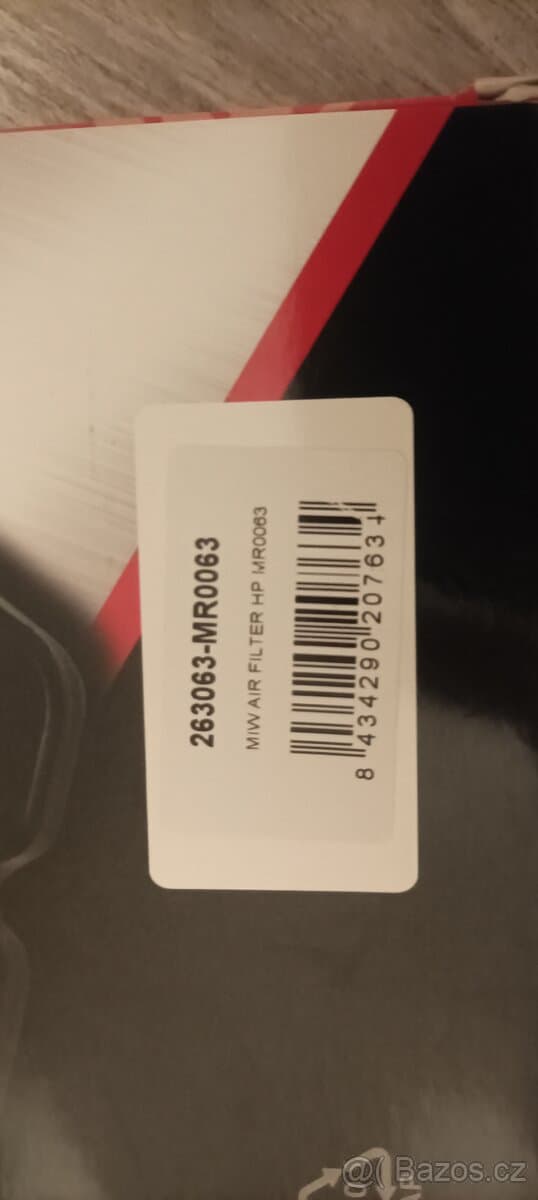 263063-MR0063
MIW AIR FILTER HP MR0063
8 434290 207634
@( Bazos.cz